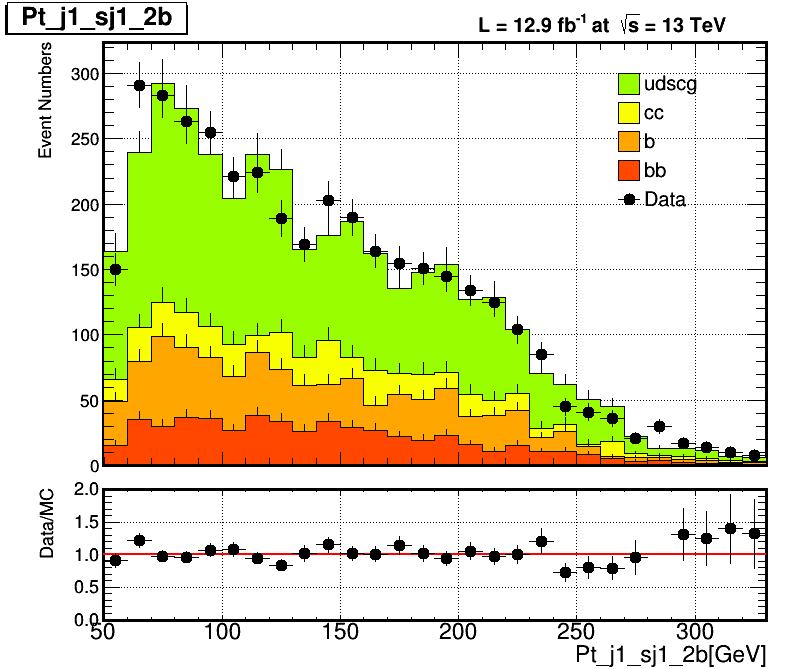 Pt_j1_sj1_2b
L = 12.9 fb-1 at √s = 13 TeV
Event Numbers
300
250
200
150
100
50
0
udscg
cc
b
bb
Data
Data/MC
2.0
1.5
1.0
0.5
0.0
50 100 150 200 250 300
Pt_j1_sj1_2b[GeV]